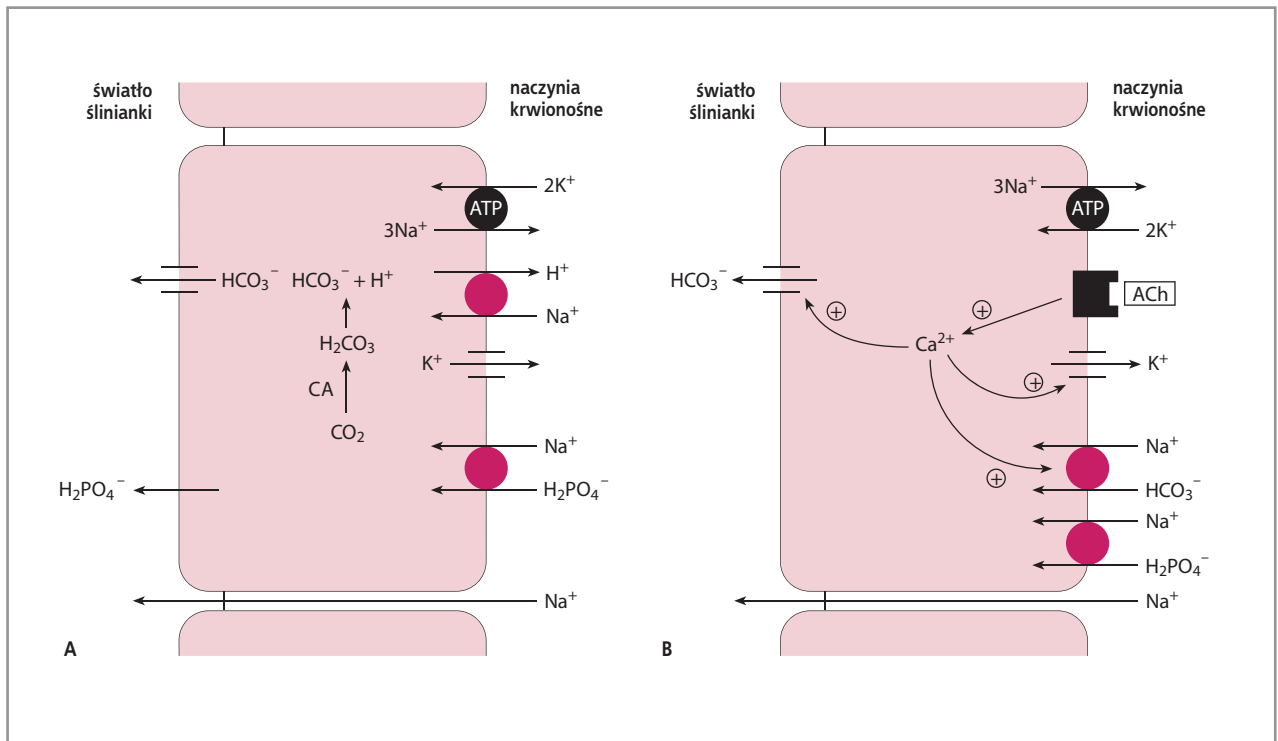 światło
ślinianki
naczynia
krwionośne
2K⁺
ATP
3Na⁺
HCO₃⁻
HCO₃⁻ + H⁺
H⁺
Na⁺
H₂CO₃
K⁺
CA
CO₂
Na⁺
H₂PO₄⁻
H₂PO₄⁻
Na⁺
A
światło
ślinianki
naczynia
krwionośne
3Na⁺
ATP
2K⁺
HCO₃⁻
ACh
+
+
Ca²⁺
K⁺
+
Na⁺
+
HCO₃⁻
Na⁺
H₂PO₄⁻
Na⁺
B